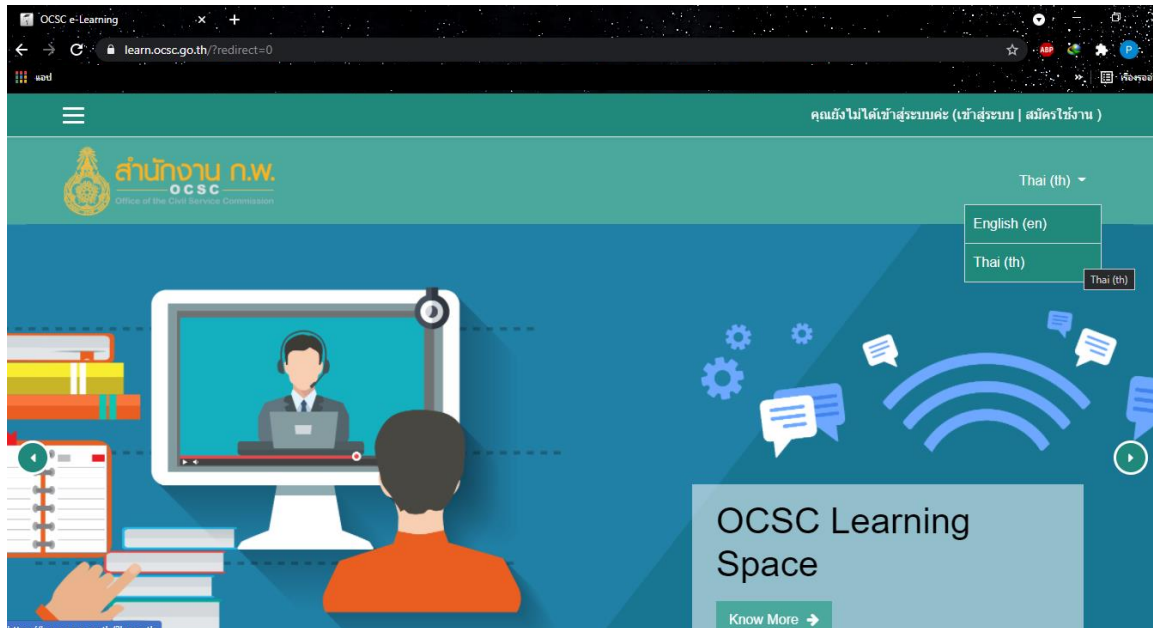 OCSC e-Learning
learn.ocsc.go.th/?redirect=0
ABP
P
แอป
คุณยังไม่ได้เข้าสู่ระบบค่ะ (เข้าสู่ระบบ | สมัครใช้งาน )
สำนักงาน ก.พ.
OCSC
Office of the Civil Service Commission
Thai (th)
English (en)
Thai (th)
Thai (th)
OCSC Learning
Space
Know More